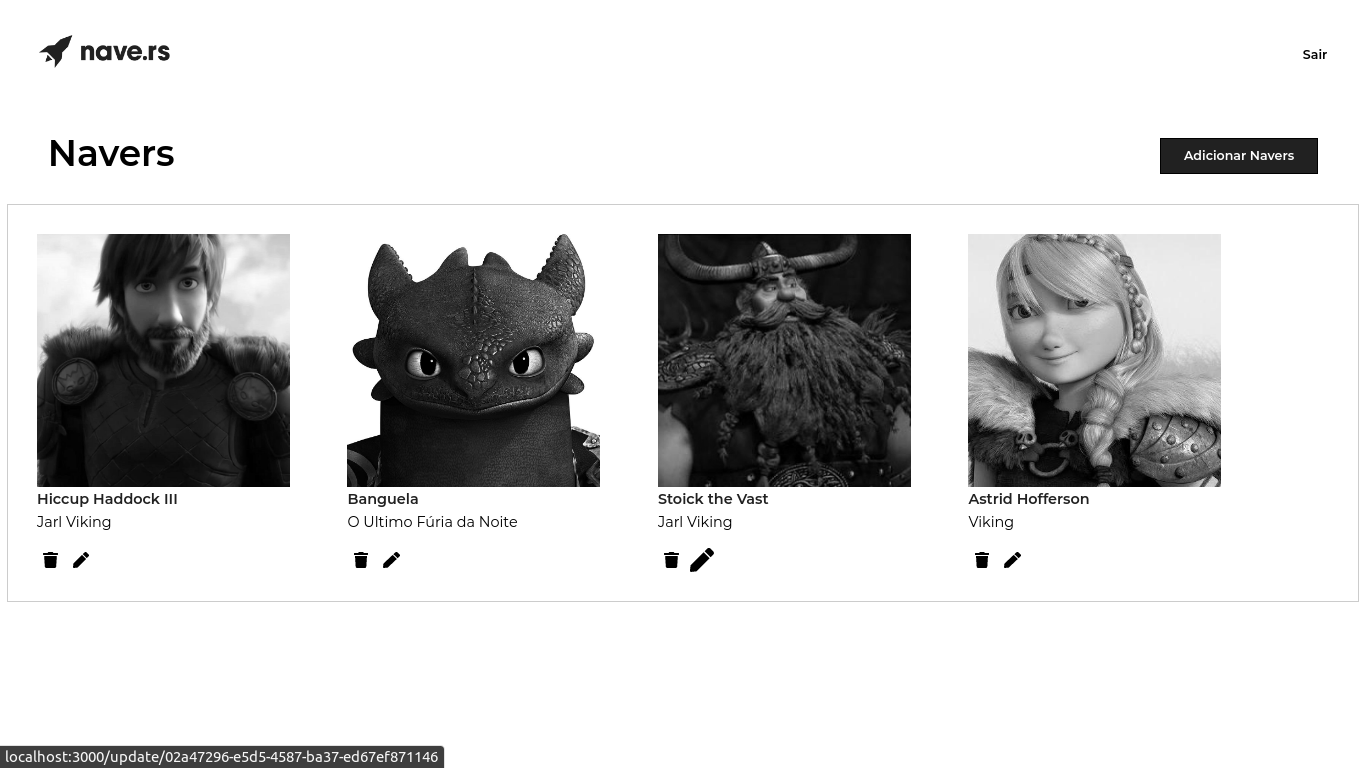 nave.rs
Sair
Navers
Adicionar Navers
Hiccup Haddock III
Jarl Viking
Banguela
O Ultimo Fúria da Noite
Stoick the Vast
Jarl Viking
Astrid Hofferson
Viking
localhost:3000/update/02a47296-e5d5-4587-ba37-ed67ef871146